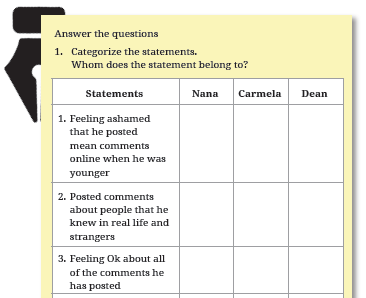 Answer the questions
1. Categorize the statements.
Whom does the statement belong to?
Statements Nana Carmela Dean
1. Feeling ashamed
that he posted
mean comments
online when he was
younger
2. Posted comments
about people that he
knew in real life and
strangers
3. Feeling Ok about all
of the comments he
has posted